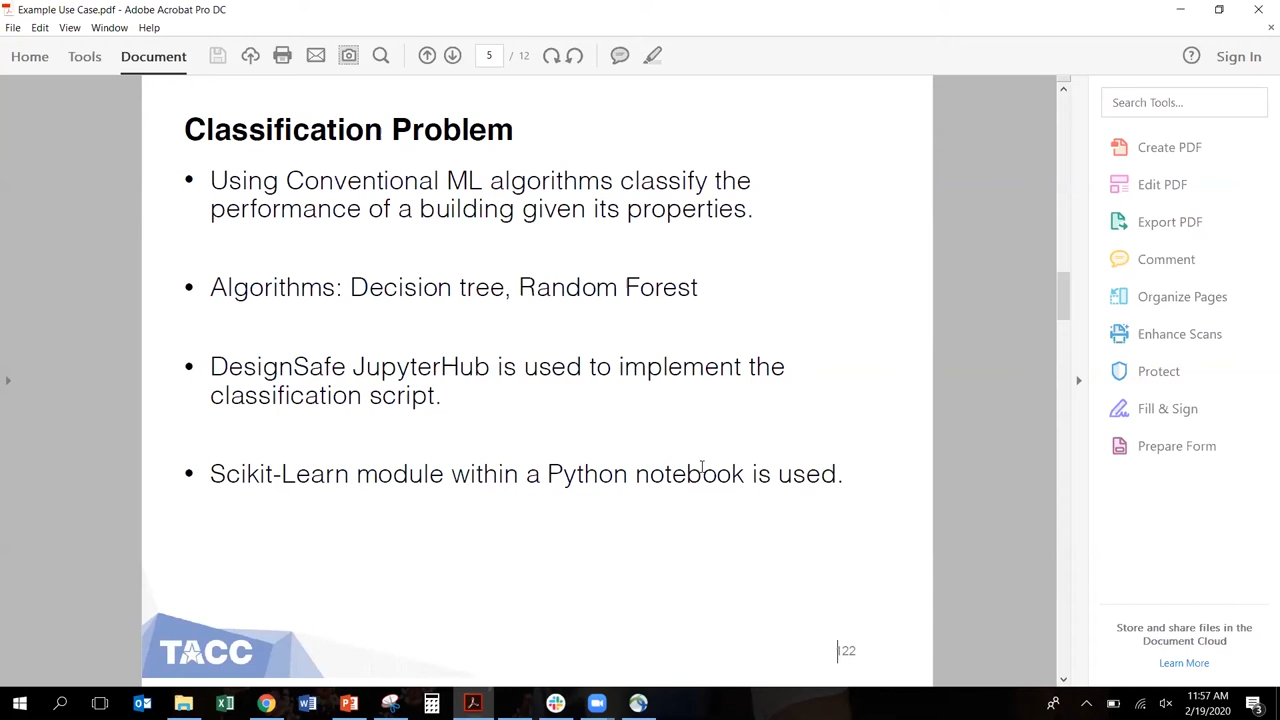 Example Use Case.pdf - Adobe Acrobat Pro DC
File Edit View Window Help
Home Tools Document 5 / 12 Sign In
Classification Problem
• Using Conventional ML algorithms classify the
performance of a building given its properties.
• Algorithms: Decision tree, Random Forest
• DesignSafe JupyterHub is used to implement the
classification script.
• Scikit-Learn module within a Python notebook is used.
TACC
122
Search Tools...
Create PDF
Edit PDF
Export PDF
Comment
Organize Pages
Enhance Scans
Protect
Fill & Sign
Prepare Form
Store and share files in the
Document Cloud
Learn More
11:57 AM
2/19/2020
3